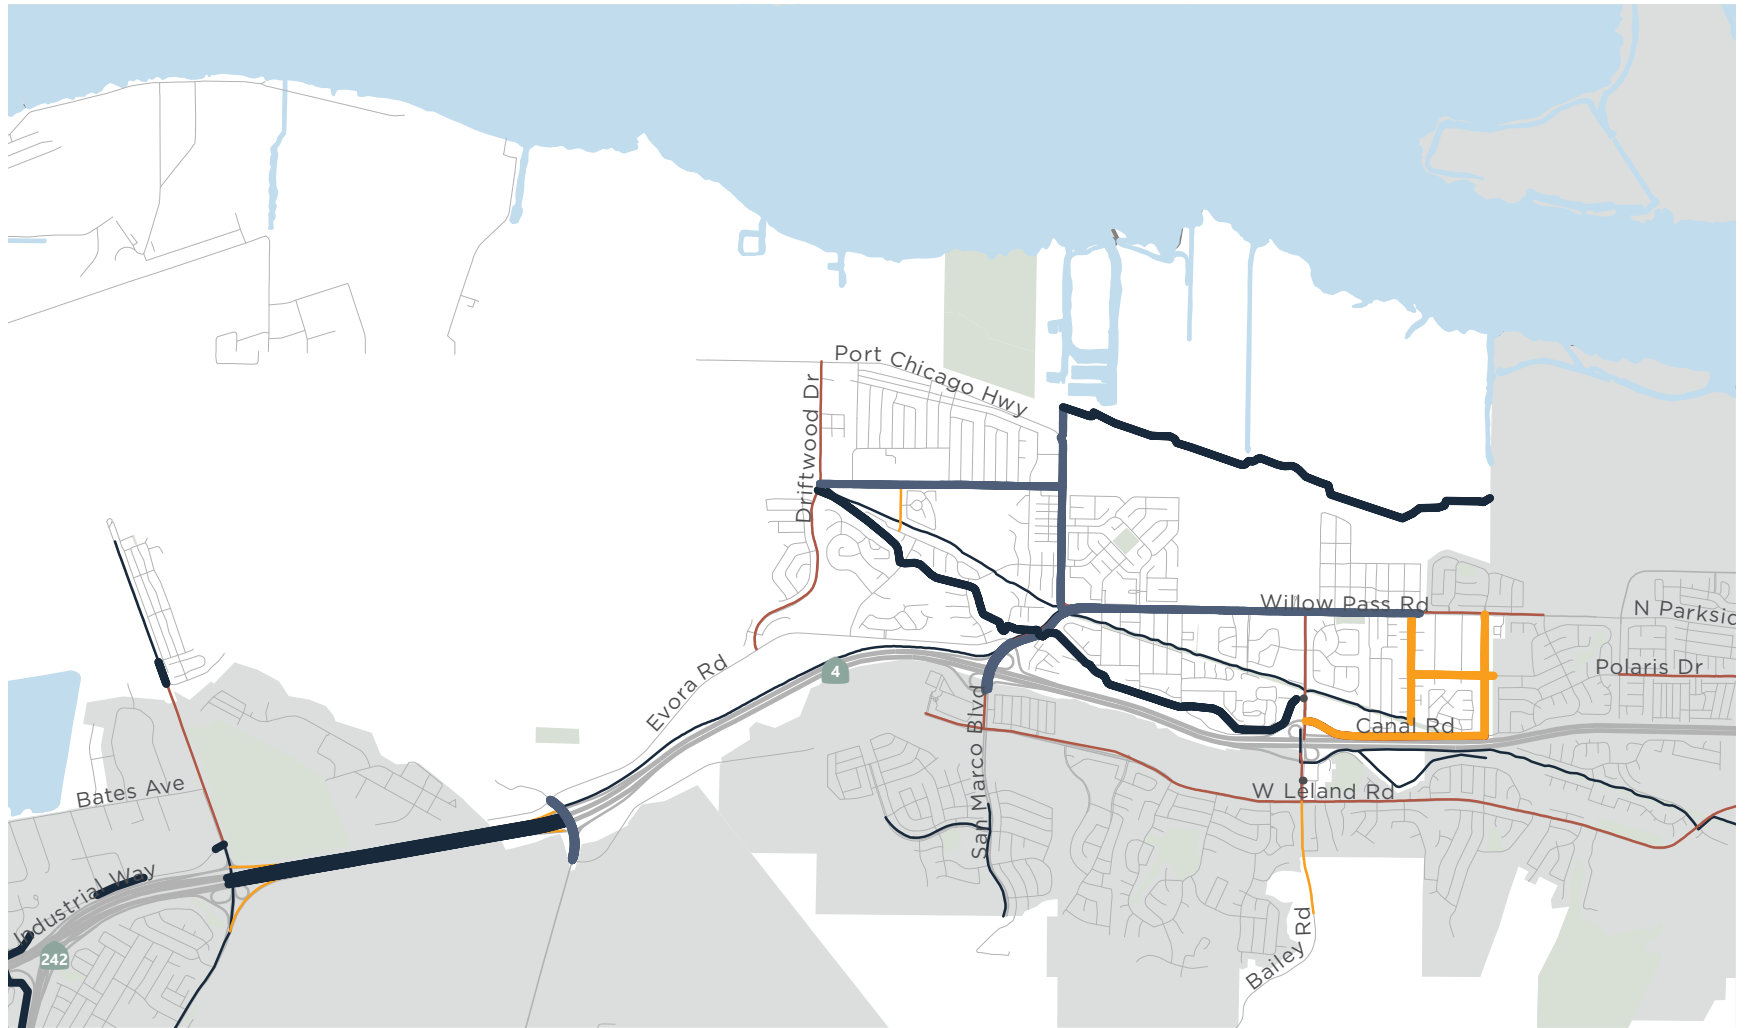 Port Chicago Hwy
Driftwood Dr
Willow Pass Rd
N Parksid
Polaris Dr
4
Evora Rd
San Marco Blvd
Canal Rd
W Leland Rd
Bates Ave
Industrial Way
242
Bailey Rd